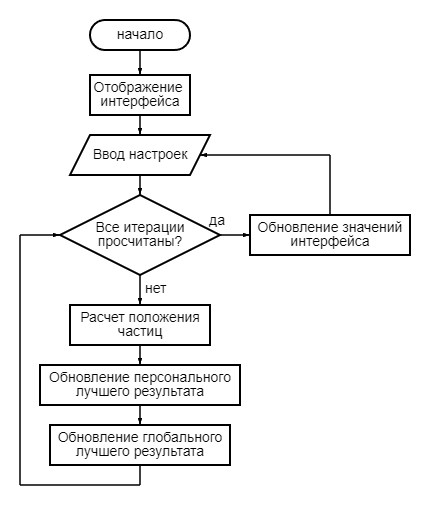 начало
Отображение
интерфейса
Ввод настроек
Все итерации
просчитаны?
да
Обновление значений
интерфейса
нет
Расчет положения
частиц
Обновление персонального
лучшего результата
Обновление глобального
лучшего результата